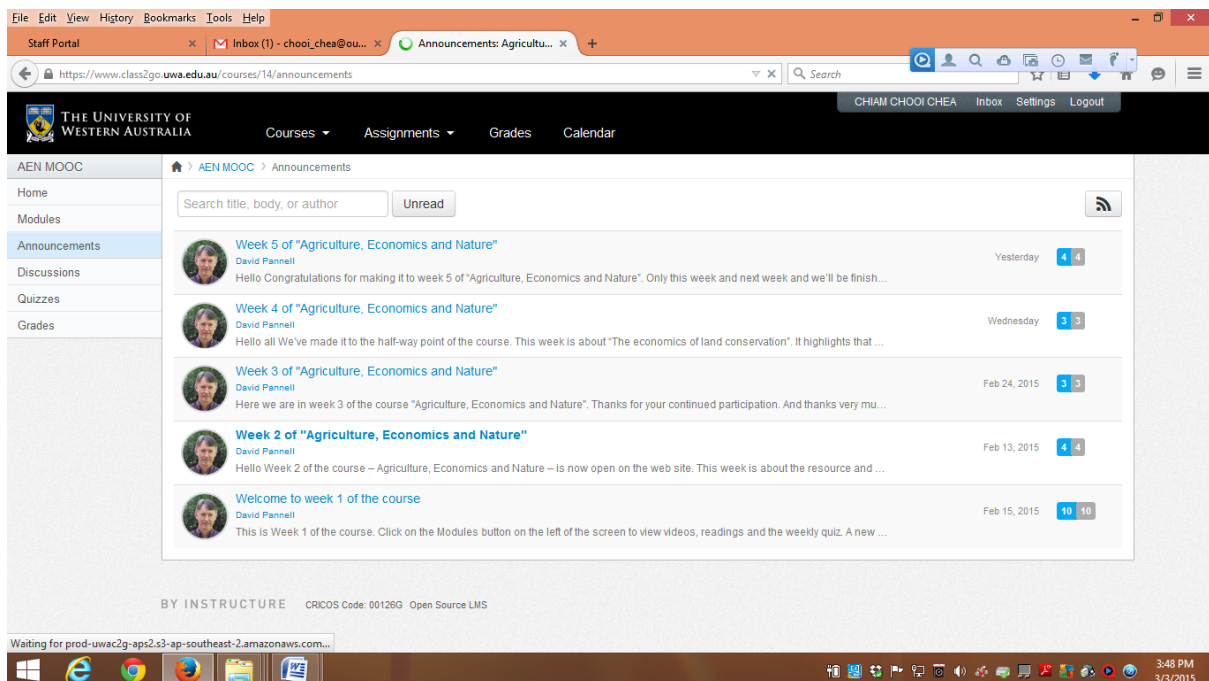 File Edit View History Bookmarks Tools Help
Staff Portal × Inbox (1) - chooi_chea@ou... × Announcements: Agricultu... × +
https://www.class2go.uwa.edu.au/courses/14/announcements Search
CHIAM CHOOI CHEA Inbox Settings Logout
THE UNIVERSITY OF
WESTERN AUSTRALIA
Courses Assignments Grades Calendar
AEN MOOC
AEN MOOC > Announcements
Home
Modules
Announcements
Discussions
Quizzes
Grades
Search title, body, or author Unread
Week 5 of "Agriculture, Economics and Nature"
David Pannell
Hello Congratulations for making it to week 5 of “Agriculture, Economics and Nature”. Only this week and next week and we’ll be finish...
Yesterday 4 4
Week 4 of "Agriculture, Economics and Nature"
David Pannell
Hello all We’ve made it to the half-way point of the course. This week is about “The economics of land conservation”. It highlights that ...
Wednesday 3 3
Week 3 of "Agriculture, Economics and Nature"
David Pannell
Here we are in week 3 of the course "Agriculture, Economics and Nature". Thanks for your continued participation. And thanks very mu...
Feb 24, 2015 3 3
Week 2 of "Agriculture, Economics and Nature"
David Pannell
Hello Week 2 of the course – Agriculture, Economics and Nature – is now open on the web site. This week is about the resource and ...
Feb 13, 2015 4 4
Welcome to week 1 of the course
David Pannell
This is Week 1 of the course. Click on the Modules button on the left of the screen to view videos, readings and the weekly quiz. A new ...
Feb 15, 2015 10 10
BY INSTRUCTURE CRICOS Code: 00126G Open Source LMS
Waiting for prod-uwac2g-aps2.s3-ap-southeast-2.amazonaws.com...
3:48 PM
3/3/2015